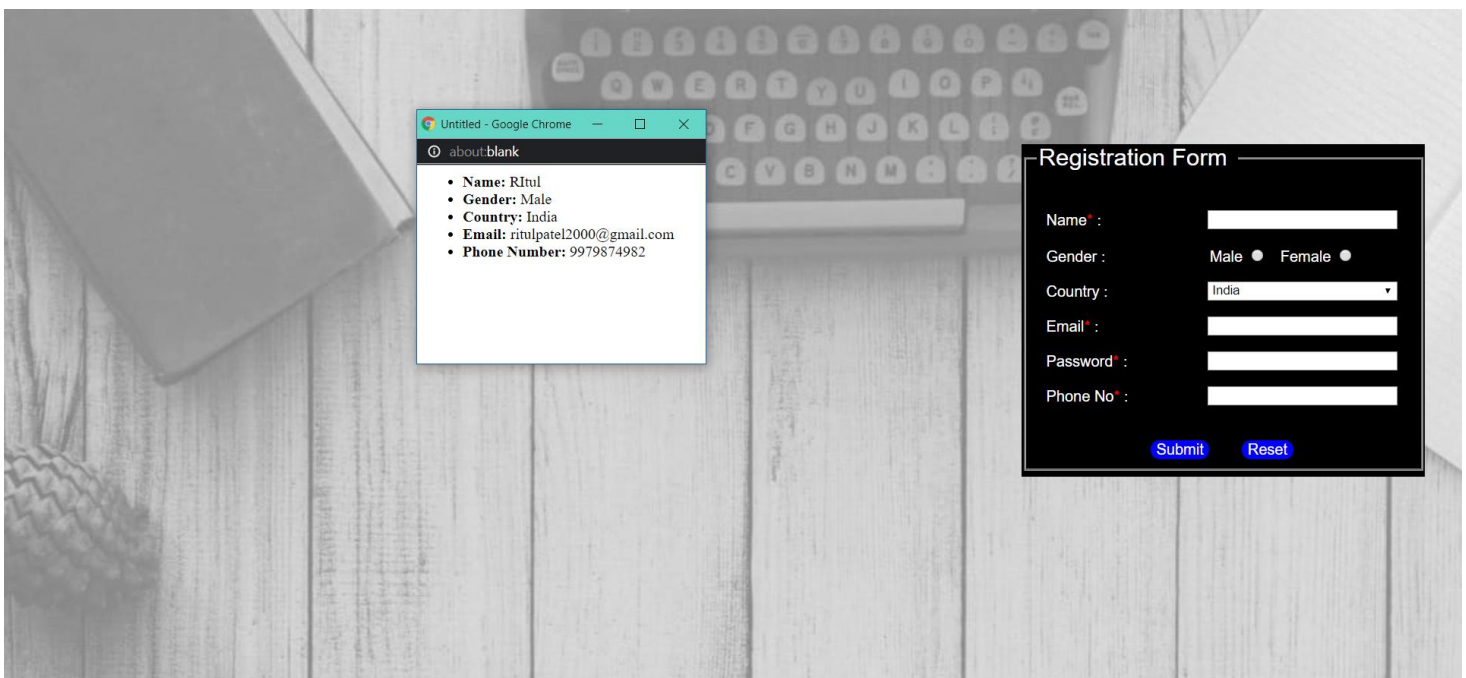 Untitled - Google Chrome
about:blank
• Name: RItul
• Gender: Male
• Country: India
• Email: ritulpatel2000@gmail.com
• Phone Number: 9979874982
Registration Form
Name* :
Gender : Male Female
Country : India
Email* :
Password* :
Phone No* :
Submit Reset
Q W E R T Y U I O P
F G H J K L
C V B N M